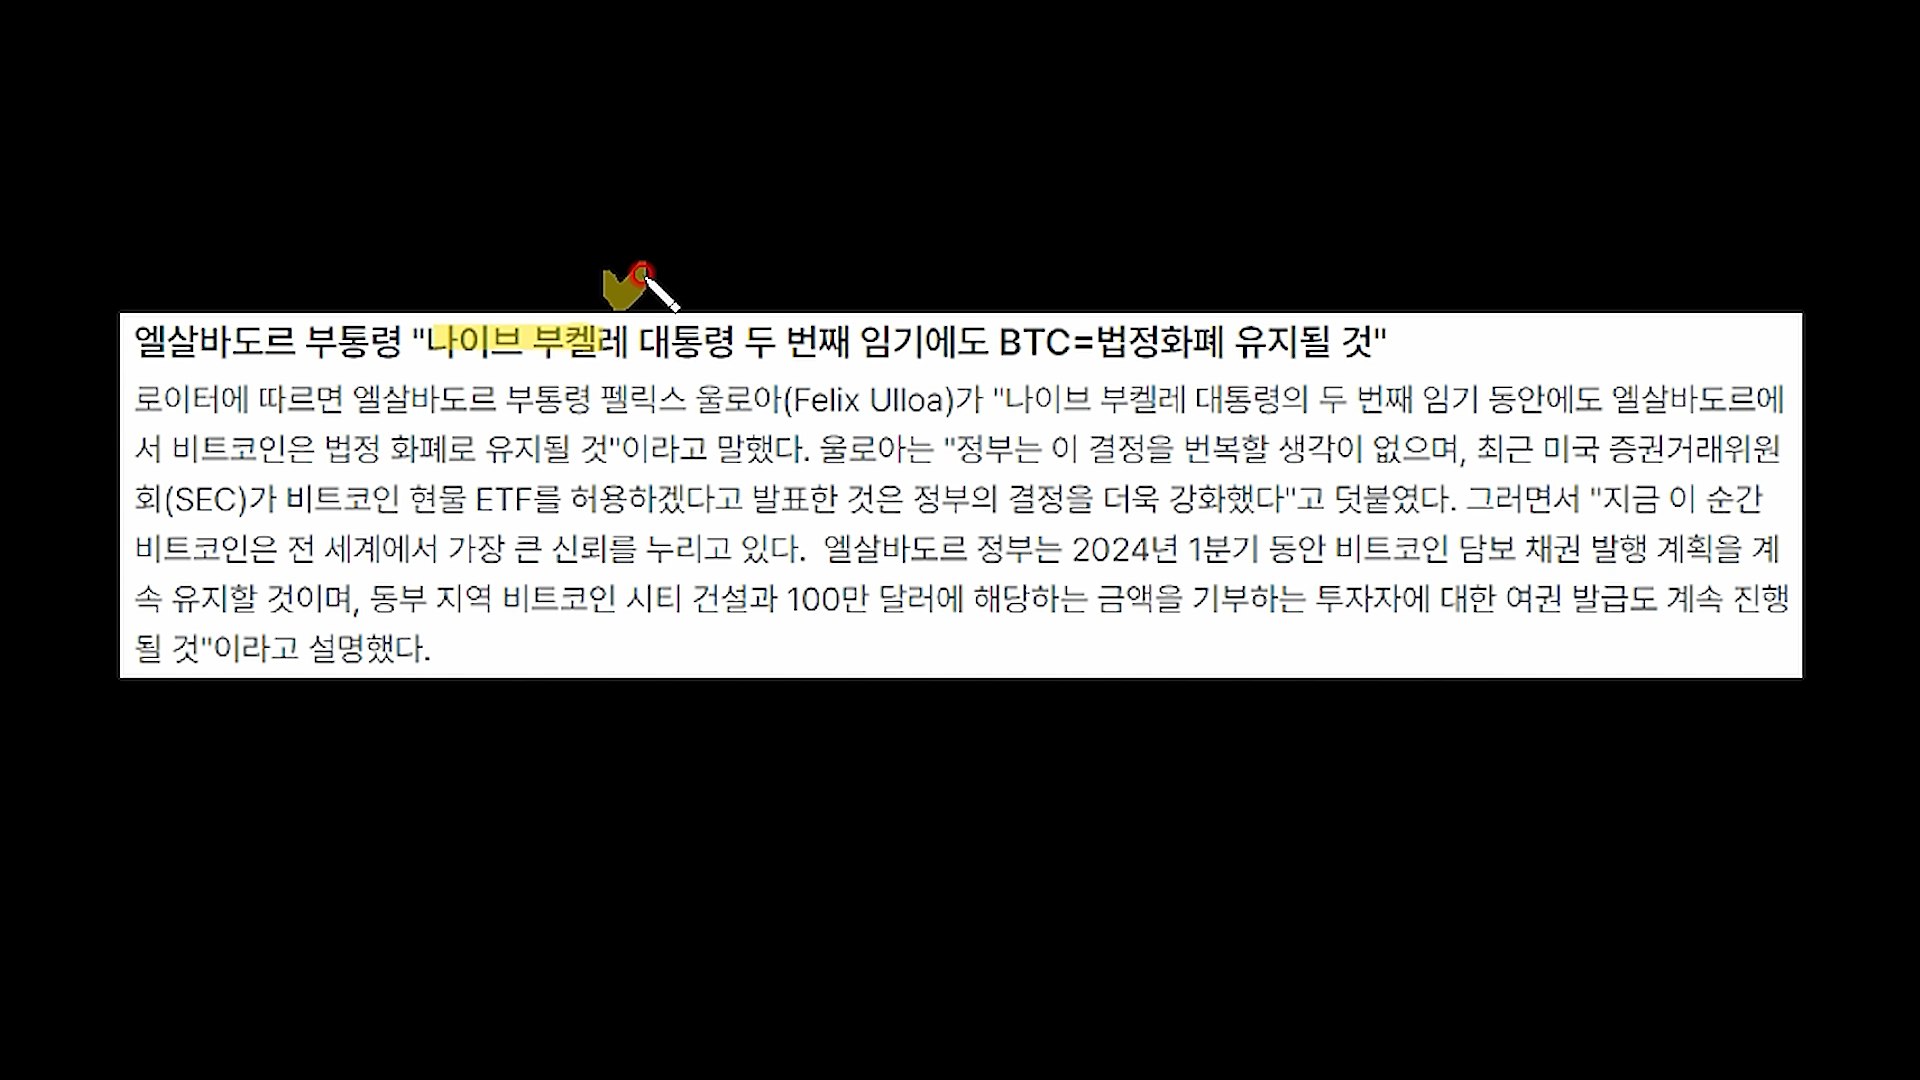 엘살바도르 부통령 "나이브 부켈레 대통령 두 번째 임기에도 BTC=법정화폐 유지될 것"
로이터에 따르면 엘살바도르 부통령 펠릭스 울로아(Felix Ulloa)가 "나이브 부켈레 대통령의 두 번째 임기 동안에도 엘살바도르에
서 비트코인은 법정 화폐로 유지될 것"이라고 말했다. 울로아는 "정부는 이 결정을 번복할 생각이 없으며, 최근 미국 증권거래위원
회(SEC)가 비트코인 현물 ETF를 허용하겠다고 발표한 것은 정부의 결정을 더욱 강화했다"고 덧붙였다. 그러면서 "지금 이 순간
비트코인은 전 세계에서 가장 큰 신뢰를 누리고 있다.  엘살바도르 정부는 2024년 1분기 동안 비트코인 담보 채권 발행 계획을 계
속 유지할 것이며, 동부 지역 비트코인 시티 건설과 100만 달러에 해당하는 금액을 기부하는 투자자에 대한 여권 발급도 계속 진행
될 것"이라고 설명했다.